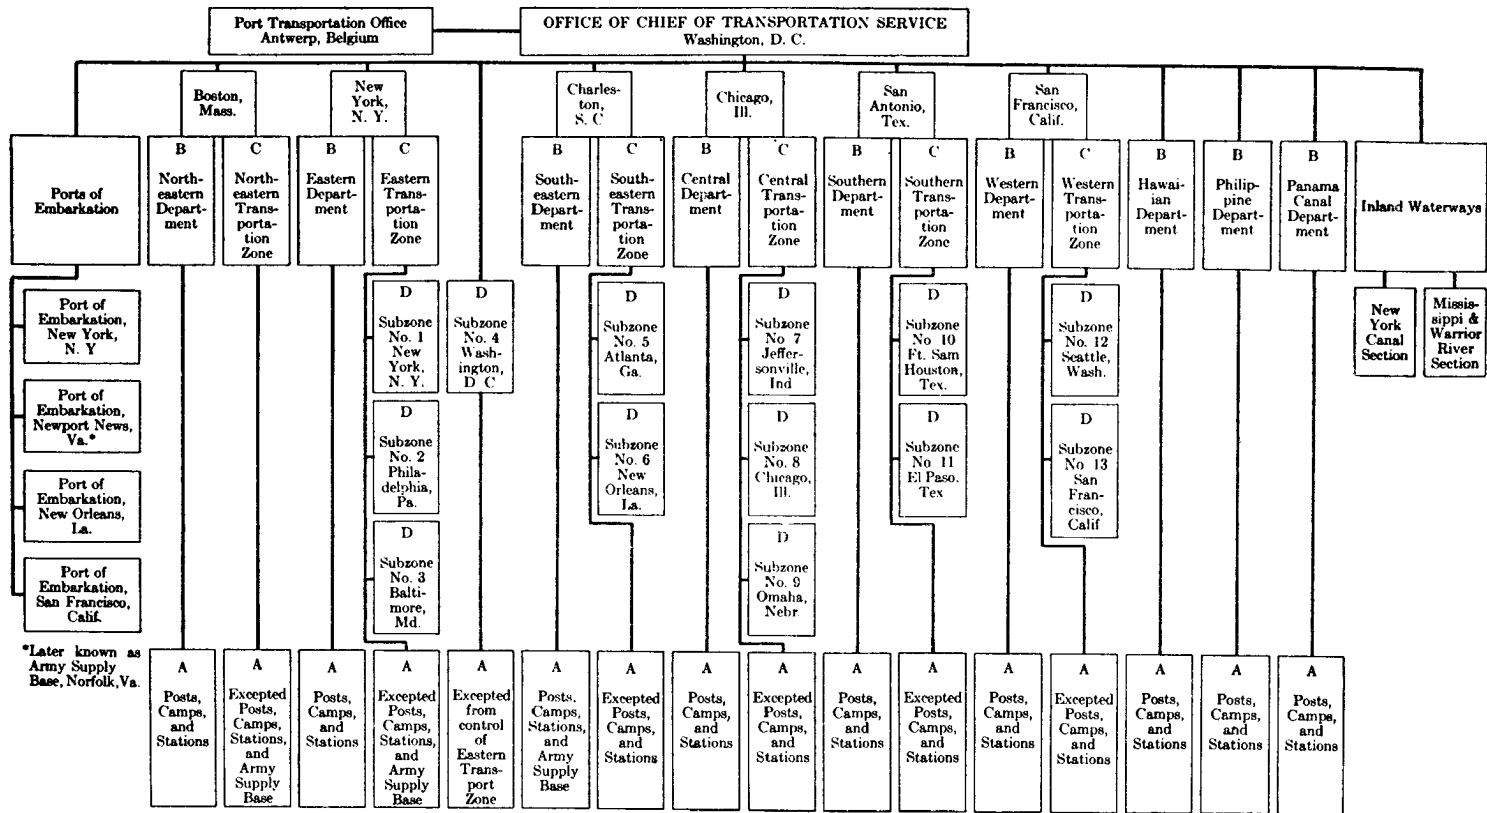 Port Transportation Office
Antwerp, Belgium
OFFICE OF CHIEF OF TRANSPORTATION SERVICE
Washington, D. C.
Boston,
Mass.
New
York,
N. Y.
Charles-
ton,
S. C
Chicago,
Ill.
San
Antonio,
Tex.
San
Francisco,
Calif.
Ports of
Embarkation
B
North-
eastern
Depart-
ment
C
North-
eastern
Trans-
porta-
tion
Zone
B
Eastern
Depart-
ment
C
Eastern
Trans-
porta-
tion
Zone
B
South-
eastern
Depart-
ment
C
South-
eastern
Trans-
porta-
tion
Zone
B
Central
Depart-
ment
C
Central
Trans-
porta-
tion
Zone
B
Southern
Depart-
ment
C
Southern
Trans-
porta-
tion
Zone
B
Western
Depart-
ment
C
Western
Trans-
porta-
tion
Zone
B
Hawai-
ian
Depart-
ment
B
Philip-
pine
Depart-
ment
B
Panama
Canal
Depart-
ment
Inland Waterways
Port of
Embarkation,
New York,
N. Y
Port of
Embarkation,
Newport News,
Va.*
Port of
Embarkation,
New Orleans,
La.
Port of
Embarkation,
San Francisco,
Calif.
*Later known as
Army Supply
Base, Norfolk, Va.
D
Subzone
No. 1
New
York,
N. Y.
D
Subzone
No. 2
Phila-
delphia,
Pa.
D
Subzone
No. 3
Balti-
more,
Md.
D
Subzone
No. 4
Wash-
ington,
D C
D
Subzone
No. 5
Atlanta,
Ga.
D
Subzone
No. 6
New
Orleans,
La.
D
Subzone
No 7
Jeffer-
sonville,
Ind
D
Subzone
No. 8
Chicago,
Ill.
D
Subzone
No. 9
Omaha,
Nebr.
D
Subzone
No. 10
Ft. Sam
Houston,
Tex.
D
Subzone
No 11
El Paso.
Tex
D
Subzone
No. 12
Seattle,
Wash.
D
Subzone
No 13
San
Fran-
cisco,
Calif
New
York
Canal
Section
Missis-
sippi &
Warrior
River
Section
A
Posts,
Camps,
and
Stations
A
Excepted
Posts,
Camps,
Stations,
and
Army
Supply
Base
A
Posts,
Camps,
and
Stations
A
Excepted
Posts,
Camps,
Stations,
and
Army
Supply
Base
A
Excepted
from
control
of
Eastern
Trans-
port
Zone
A
Posts,
Camps,
Stations,
and
Army
Supply
Base
A
Excepted
Posts,
Camps,
and
Stations
A
Posts,
Camps,
and
Stations
A
Excepted
Posts,
Camps,
and
Stations
A
Posts,
Camps,
and
Stations
A
Excepted
Posts,
Camps,
and
Stations
A
Posts,
Camps,
and
Stations
A
Excepted
Posts,
Camps,
and
Stations
A
Posts,
Camps,
and
Stations
A
Posts,
Camps,
and
Stations
A
Posts,
Camps,
and
Stations